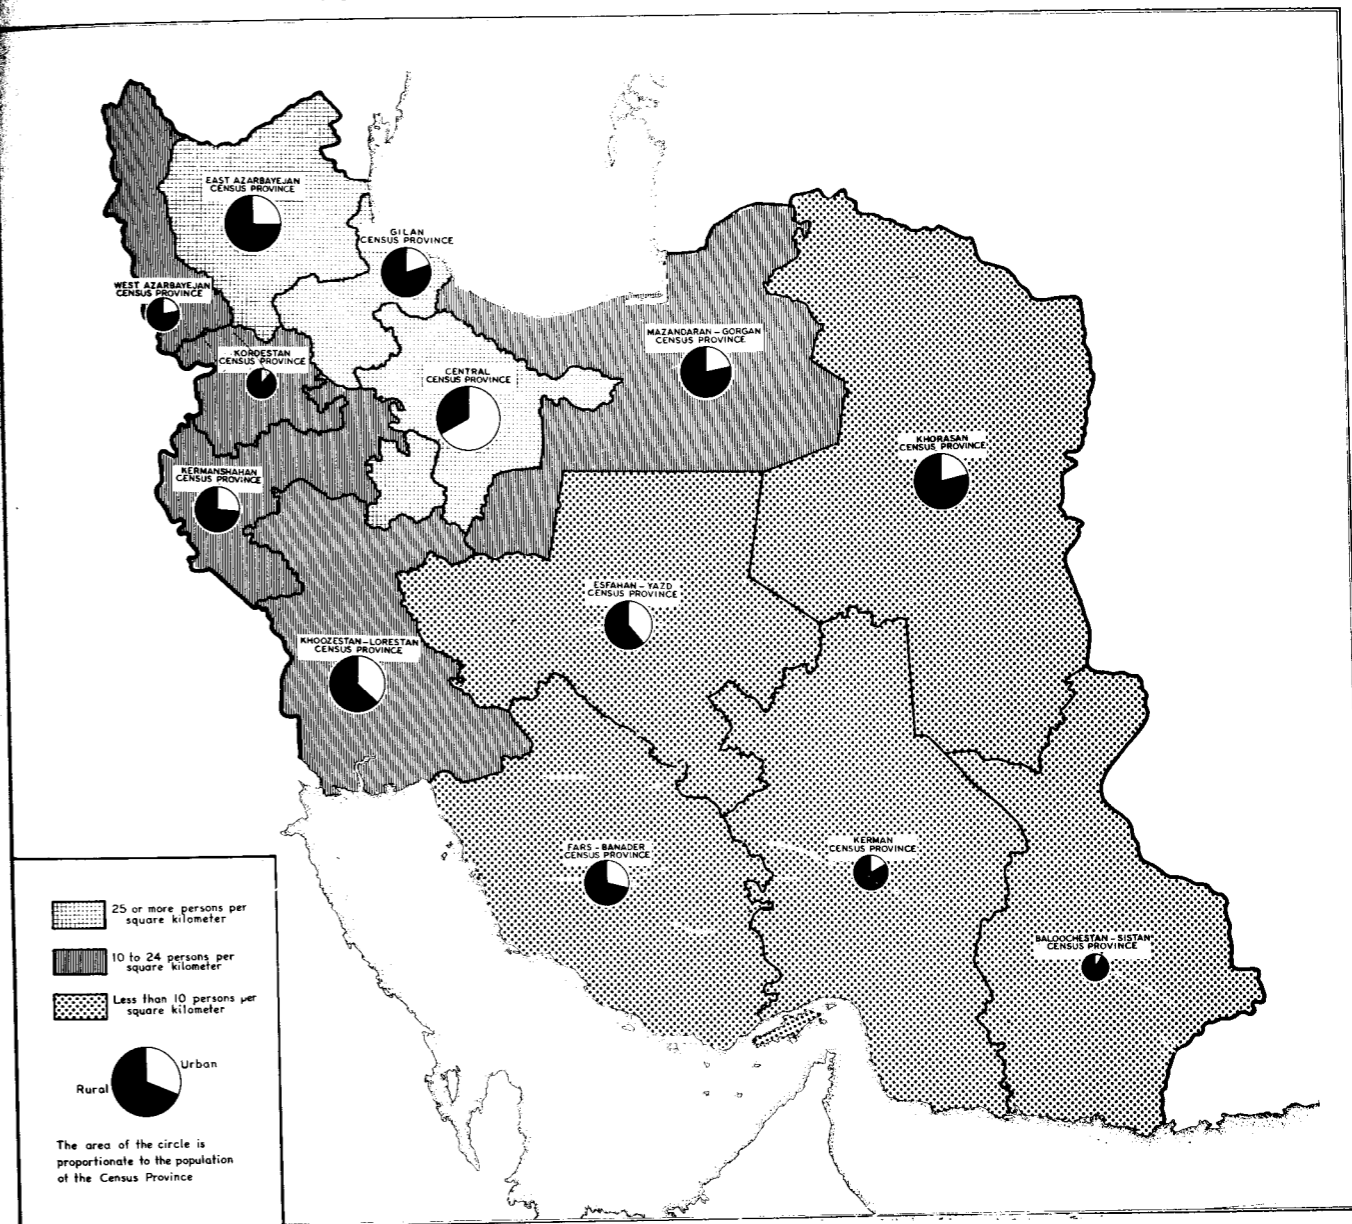 EAST AZARBAYEJAN
CENSUS PROVINCE
GILAN
CENSUS PROVINCE
WEST AZARBAYEJAN
CENSUS PROVINCE
KORDESTAN
CENSUS PROVINCE
MAZANDARAN - GORGAN
CENSUS PROVINCE
CENTRAL
CENSUS PROVINCE
KHORASAN
CENSUS PROVINCE
KERMANSHAHAN
CENSUS PROVINCE
ESFAHAN - YAZD
CENSUS PROVINCE
KHOOZESTAN-LORESTAN
CENSUS PROVINCE
FARS - BANADER
CENSUS PROVINCE
KERMAN
CENSUS PROVINCE
BALOOCHESTAN - SISTAN
CENSUS PROVINCE
25 or more persons per
square kilometer
10 to 24 persons per
square kilometer
Less than 10 persons per
square kilometer
Urban
Rural
The area of the circle is
proportionate to the population
of the Census Province